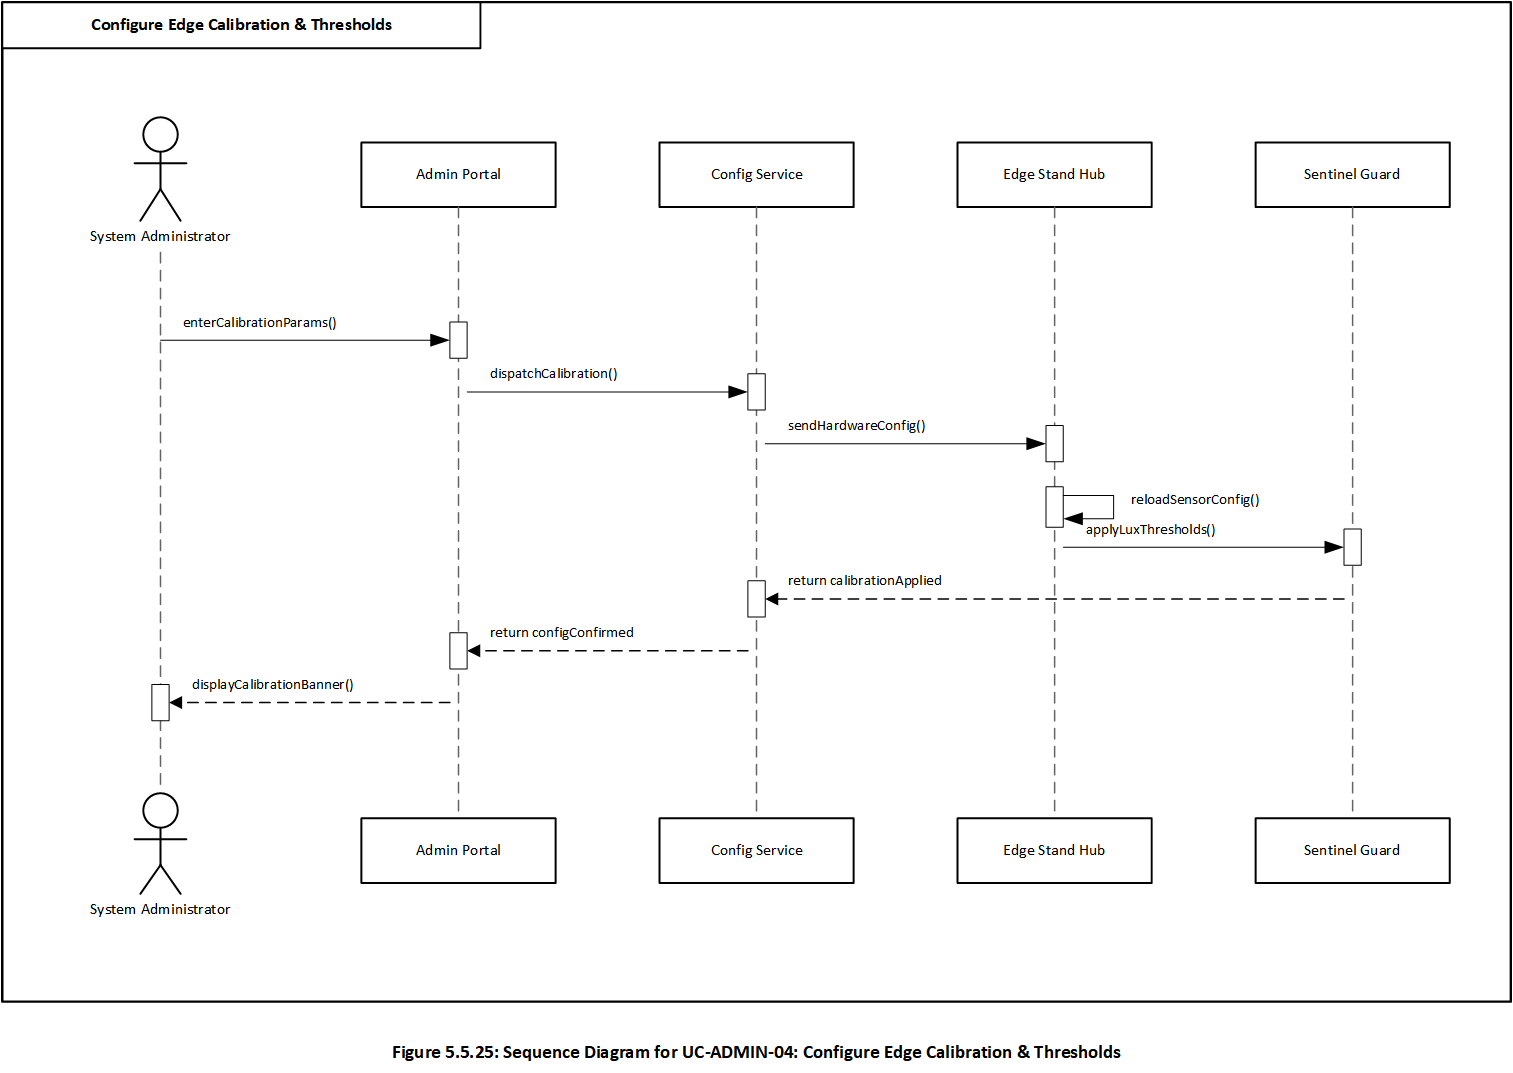 Configure Edge Calibration & Thresholds
System Administrator
Admin Portal
Config Service
Edge Stand Hub
Sentinel Guard
enterCalibrationParams()
dispatchCalibration()
sendHardwareConfig()
reloadSensorConfig()
applyLuxThresholds()
return calibrationApplied
return configConfirmed
displayCalibrationBanner()
System Administrator
Admin Portal
Config Service
Edge Stand Hub
Sentinel Guard
Figure 5.5.25: Sequence Diagram for UC-ADMIN-04: Configure Edge Calibration & Thresholds